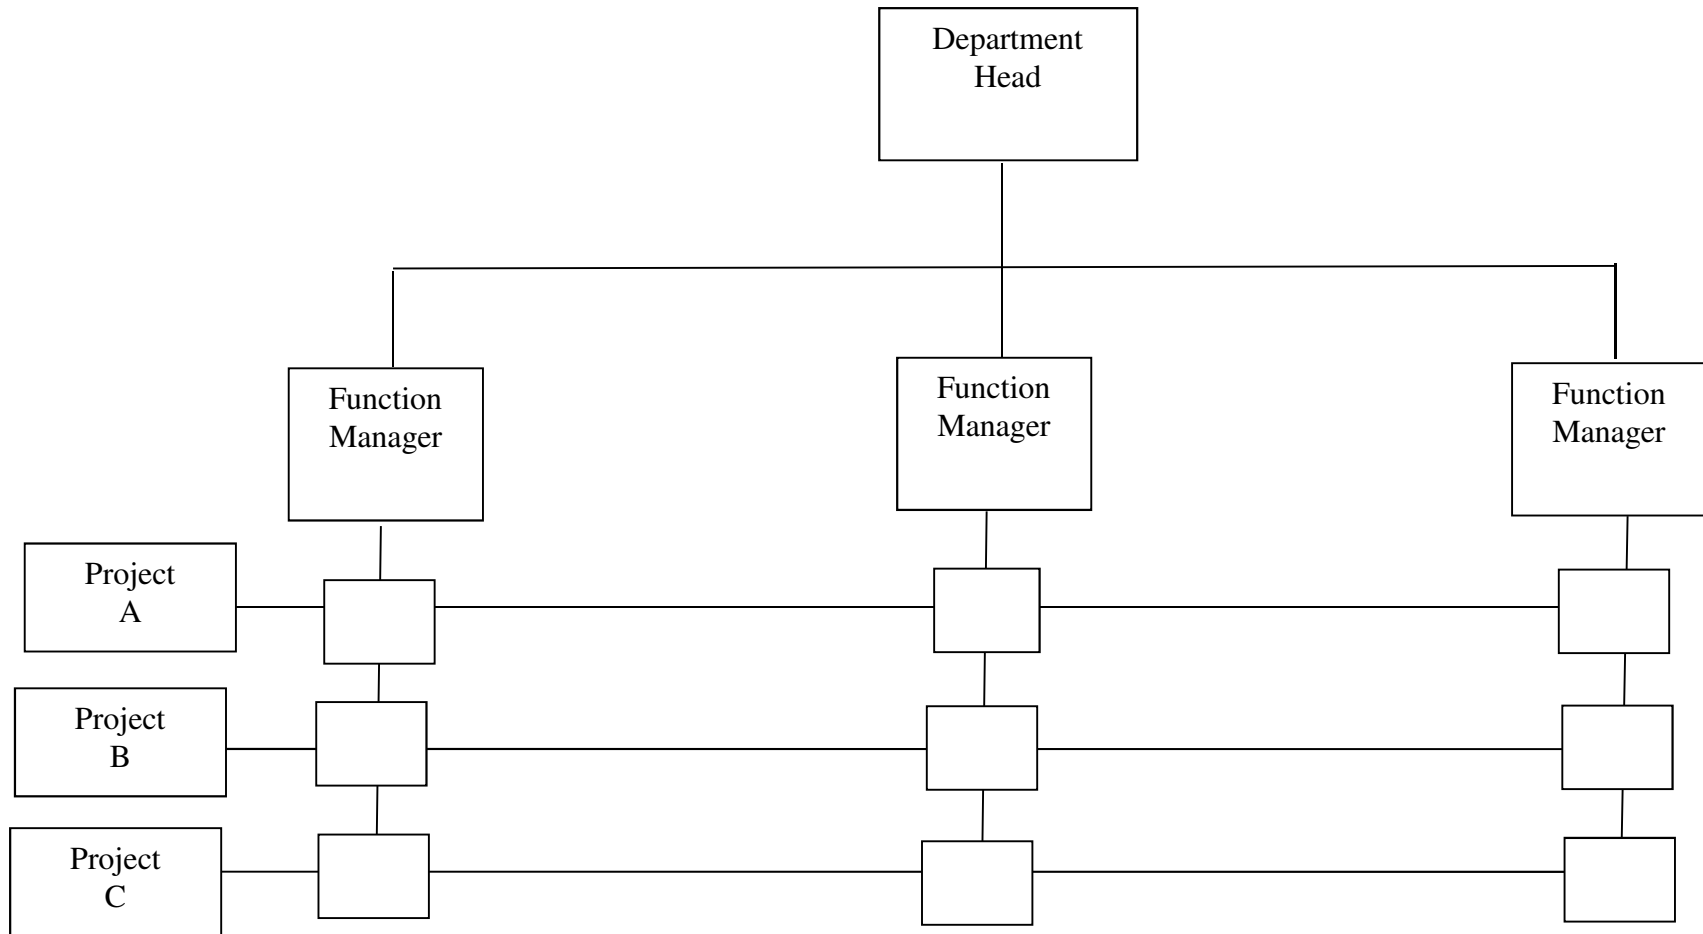 Department
Head
Function
Manager
Function
Manager
Function
Manager
Project
A
Project
B
Project
C